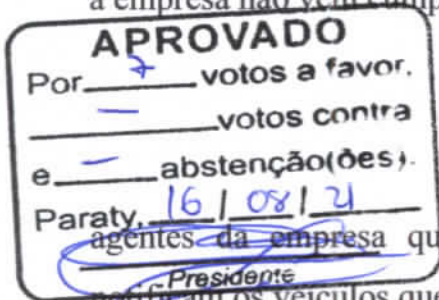 a empresa não vem
APROVADO
Por 7 votos a favor.
— votos contra
e — abstenção(ões).
Paraty, 16 / 08 / 21
agentes da empresa
Presidente
os veículos que